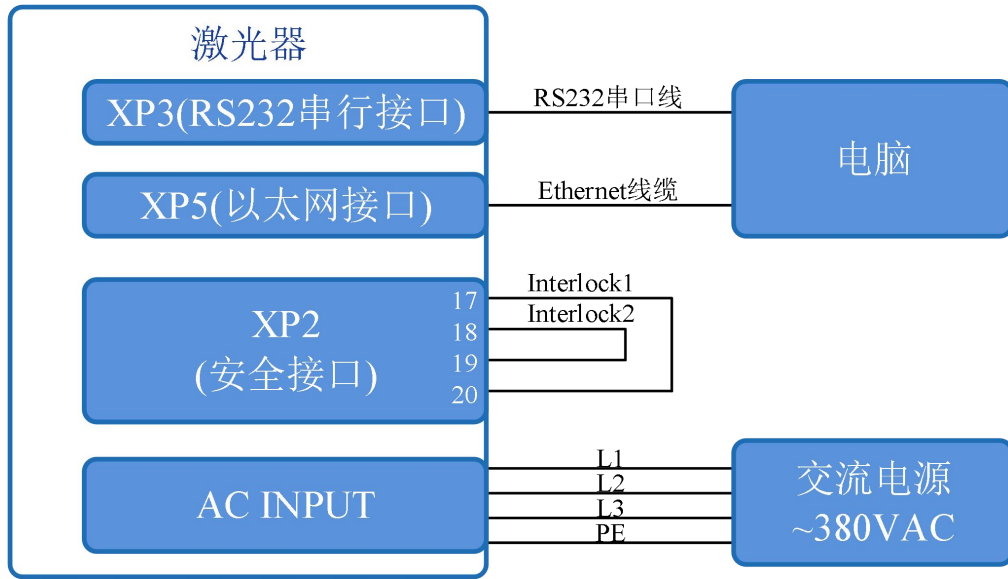 激光器
XP3(RS232串行接口)
RS232串口线
电脑
XP5(以太网接口)
Ethernet线缆
XP2
(安全接口)
17
18
19
20
Interlock1
Interlock2
AC INPUT
L1
L2
L3
PE
交流电源
~380VAC